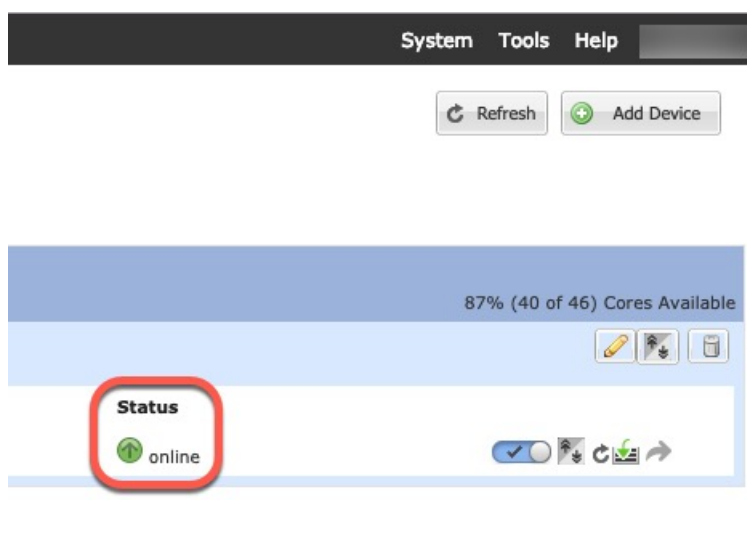 System Tools Help
Refresh Add Device
87% (40 of 46) Cores Available
Status
online